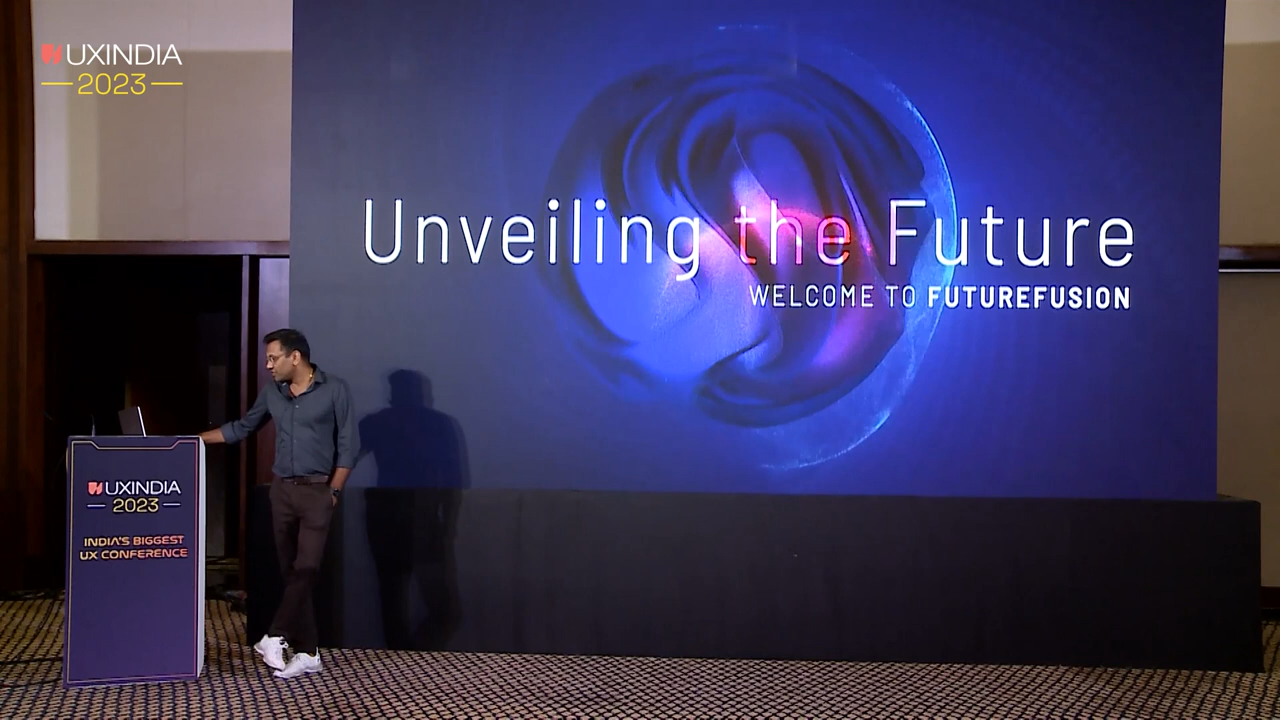 UXINDIA
2023
Unveiling the Future
WELCOME TO FUTUREFUSION
UXINDIA
2023
INDIA'S BIGGEST
UX CONFERENCE